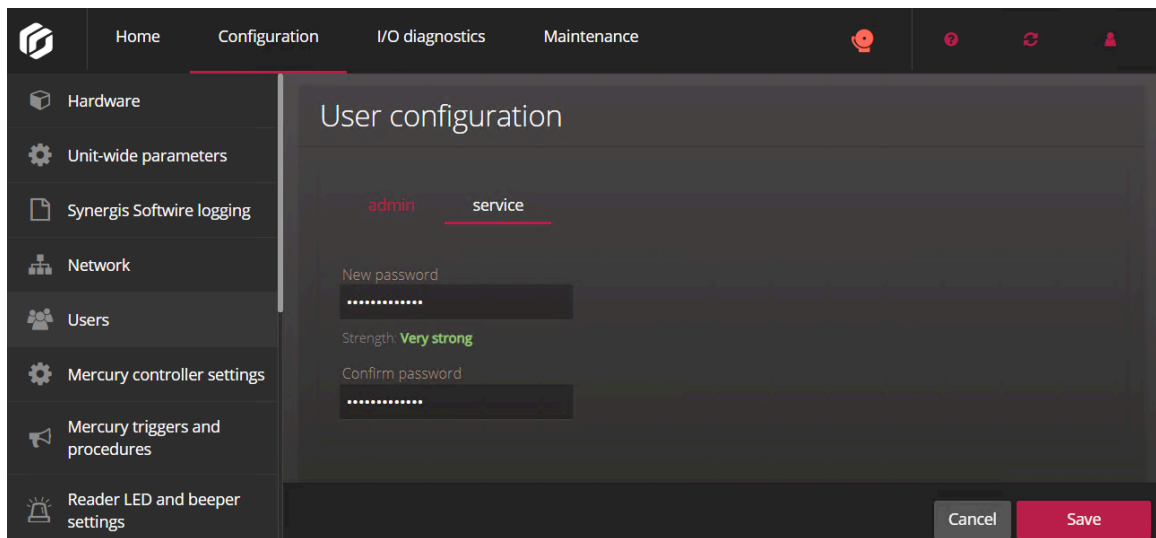 Home Configuration I/O diagnostics Maintenance
Hardware
Unit-wide parameters
Synergis Softwire logging
Network
Users
Mercury controller settings
Mercury triggers and
procedures
Reader LED and beeper
settings
User configuration
admin service
New password
•••••••••••••
Strength: Very strong
Confirm password
•••••••••••••
Cancel Save